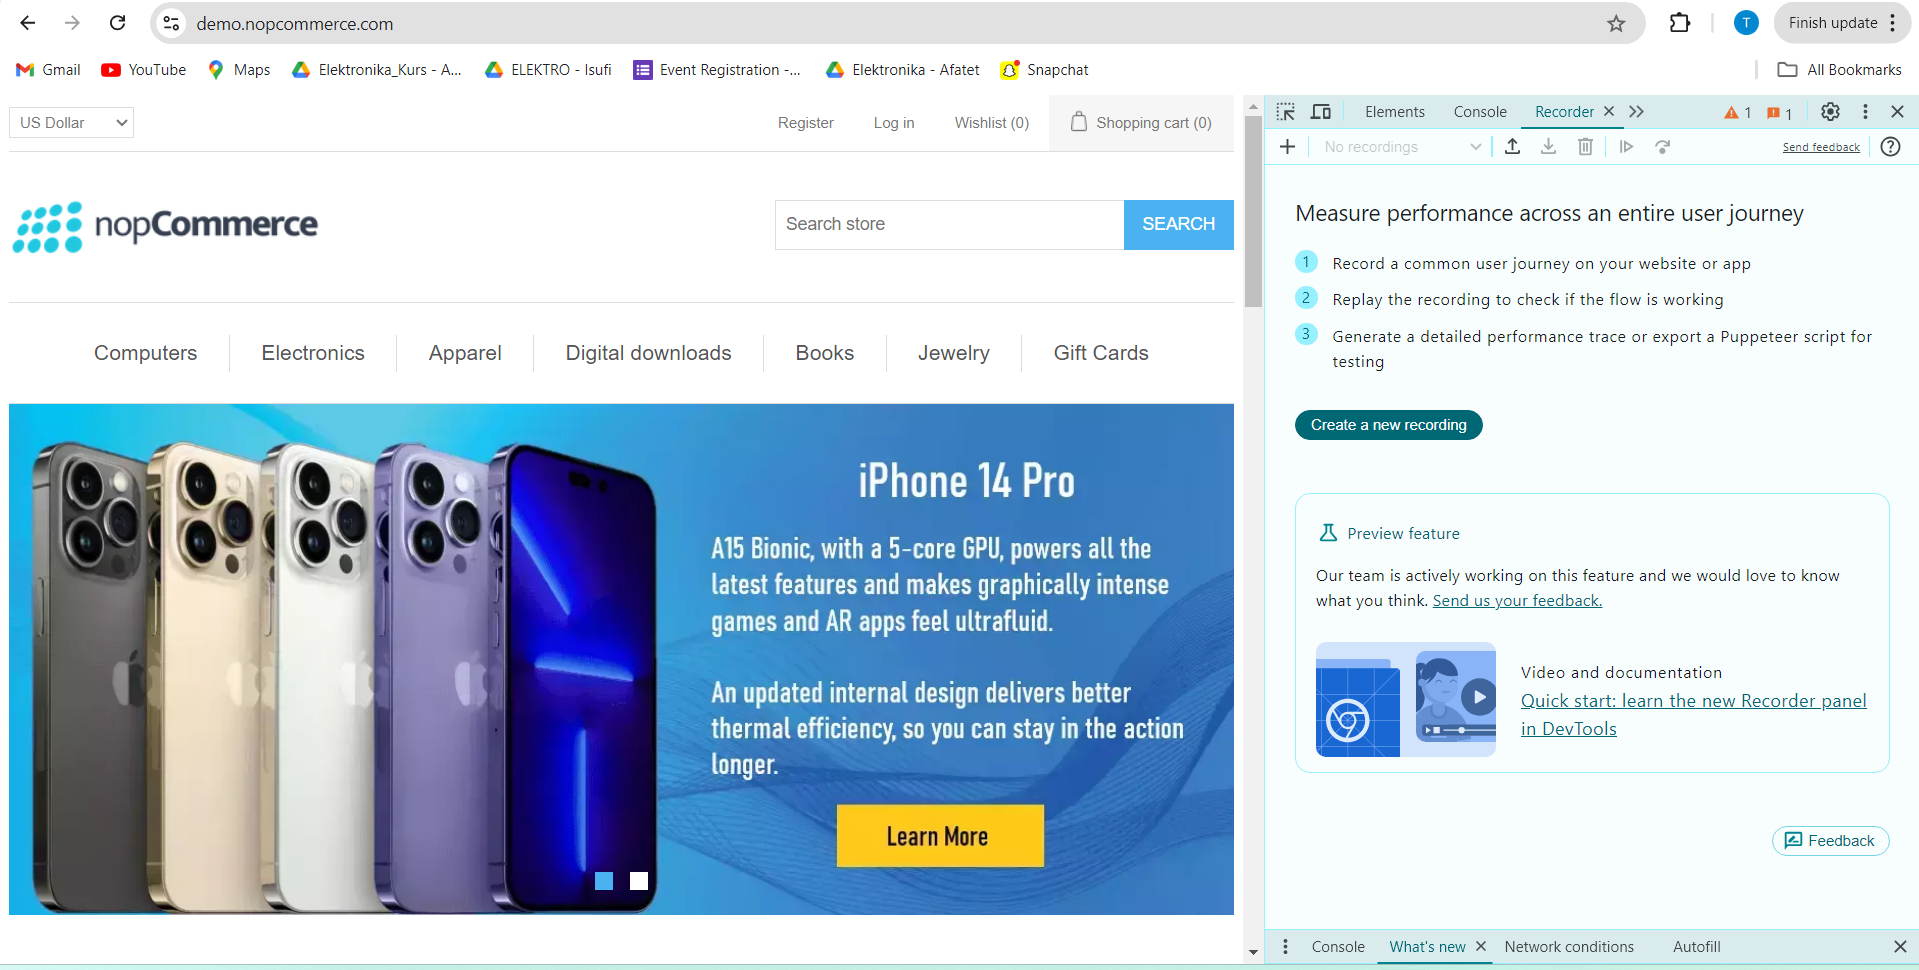 demo.nopcommerce.com
T
Finish update
Gmail
YouTube
Maps
Elektronika_Kurs - A...
ELEKTRO - Isufi
Event Registration -...
Elektronika - Afatet
Snapchat
All Bookmarks
US Dollar
Register
Log in
Wishlist (0)
Shopping cart (0)
nopCommerce
Search store
SEARCH
Computers
Electronics
Apparel
Digital downloads
Books
Jewelry
Gift Cards
iPhone 14 Pro
A15 Bionic, with a 5-core GPU, powers all the
latest features and makes graphically intense
games and AR apps feel ultrafluid.
An updated internal design delivers better
thermal efficiency, so you can stay in the action
longer.
Learn More
Elements
Console
Recorder
1
1
No recordings
Send feedback
Measure performance across an entire user journey
1 Record a common user journey on your website or app
2 Replay the recording to check if the flow is working
3 Generate a detailed performance trace or export a Puppeteer script for
testing
Create a new recording
Preview feature
Our team is actively working on this feature and we would love to know
what you think. Send us your feedback.
Video and documentation
Quick start: learn the new Recorder panel
in DevTools
Feedback
Console
What's new
Network conditions
Autofill